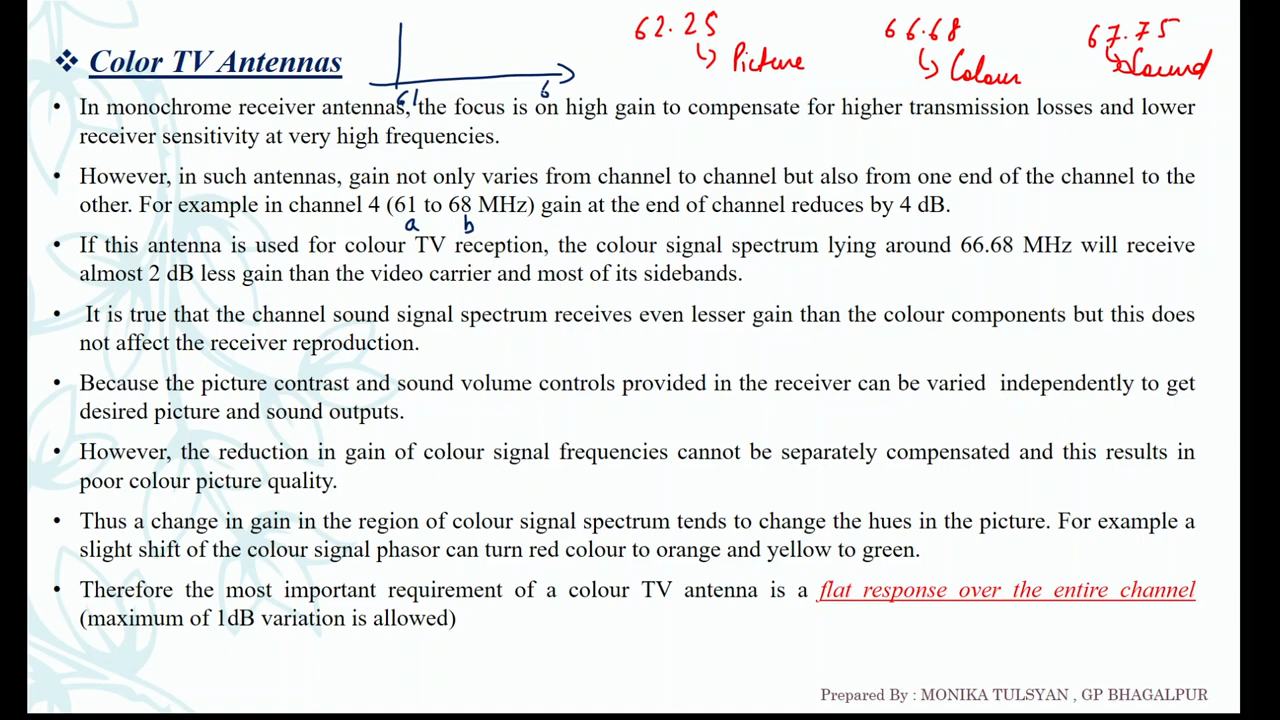 62.25
Picture
66.68
Colour
67.75
Sound
❖ Color TV Antennas
61
6
• In monochrome receiver antennas, the focus is on high gain to compensate for higher transmission losses and lower
receiver sensitivity at very high frequencies.
• However, in such antennas, gain not only varies from channel to channel but also from one end of the channel to the
other. For example in channel 4 (61 to 68 MHz) gain at the end of channel reduces by 4 dB.
a b
• If this antenna is used for colour TV reception, the colour signal spectrum lying around 66.68 MHz will receive
almost 2 dB less gain than the video carrier and most of its sidebands.
• It is true that the channel sound signal spectrum receives even lesser gain than the colour components but this does
not affect the receiver reproduction.
• Because the picture contrast and sound volume controls provided in the receiver can be varied independently to get
desired picture and sound outputs.
• However, the reduction in gain of colour signal frequencies cannot be separately compensated and this results in
poor colour picture quality.
• Thus a change in gain in the region of colour signal spectrum tends to change the hues in the picture. For example a
slight shift of the colour signal phasor can turn red colour to orange and yellow to green.
• Therefore the most important requirement of a colour TV antenna is a flat response over the entire channel
(maximum of 1dB variation is allowed)
Prepared By : MONIKA TULSYAN , GP BHAGALPUR